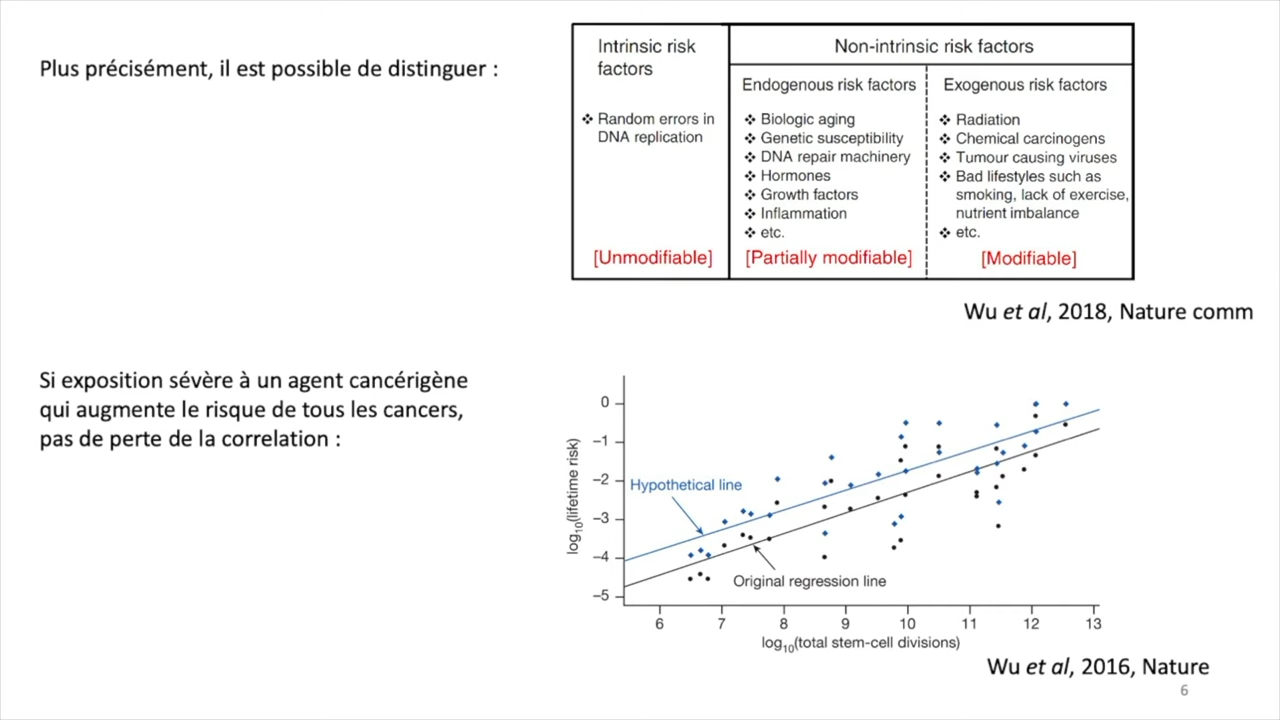 Plus précisément, il est possible de distinguer :
Intrinsic risk
factors
❖ Random errors in
DNA replication
[Unmodifiable]
Non-intrinsic risk factors
Endogenous risk factors
❖ Biologic aging
❖ Genetic susceptibility
❖ DNA repair machinery
❖ Hormones
❖ Growth factors
❖ Inflammation
❖ etc.
[Partially modifiable]
Exogenous risk factors
❖ Radiation
❖ Chemical carcinogens
❖ Tumour causing viruses
❖ Bad lifestyles such as
smoking, lack of exercise,
nutrient imbalance
❖ etc.
[Modifiable]
Wu et al, 2018, Nature comm
Si exposition sévère à un agent cancérigène
qui augmente le risque de tous les cancers,
pas de perte de la correlation :
log10(lifetime risk)
0
−1
−2
−3
−4
−5
Hypothetical line
Original regression line
6 7 8 9 10 11 12 13
log10(total stem-cell divisions)
Wu et al, 2016, Nature
6